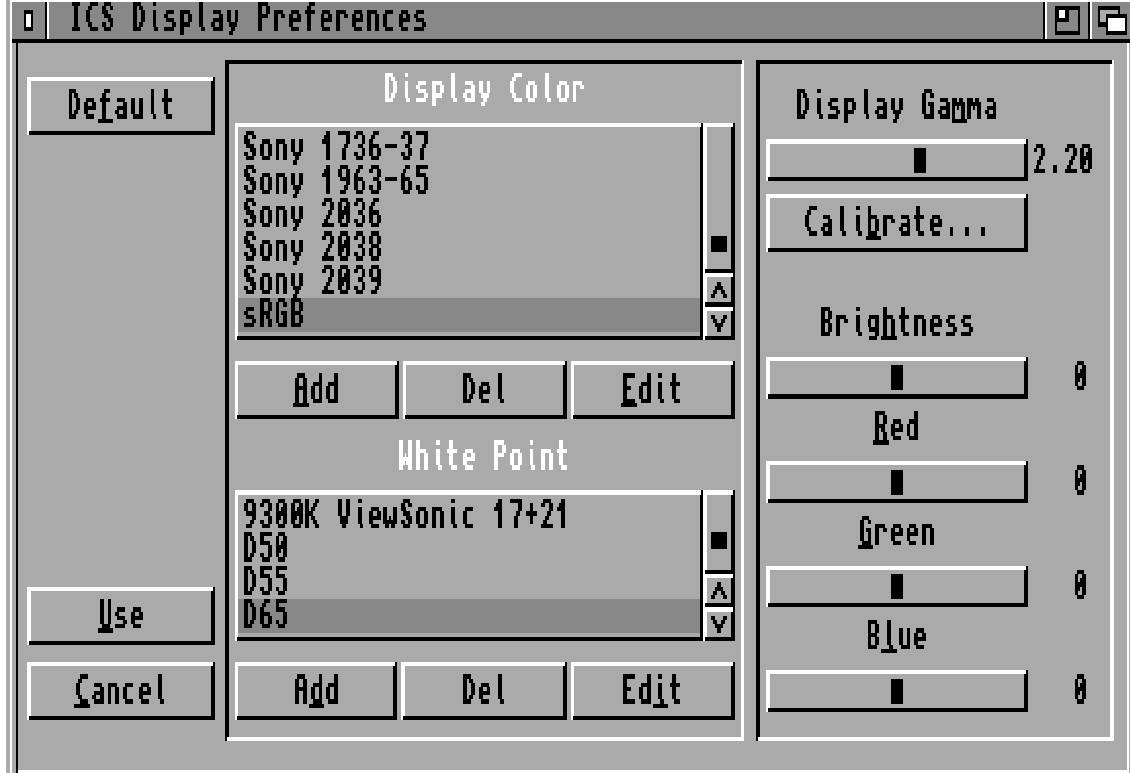 ICS Display Preferences
Default
Use
Cancel
Display Color
Sony 1736-37
Sony 1963-65
Sony 2036
Sony 2038
Sony 2039
sRGB
Add Del Edit
White Point
9300K ViewSonic 17+21
D50
D55
D65
Add Del Edit
Display Gamma
2.20
Calibrate...
Brightness
0
Red
0
Green
0
Blue
0